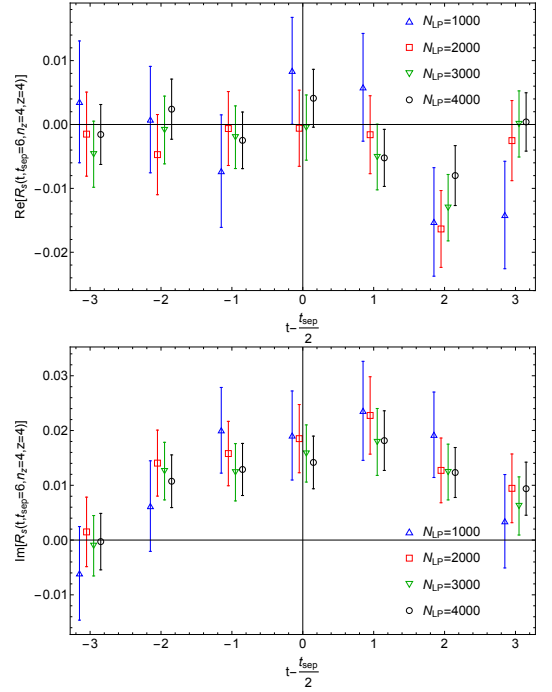 N_LP=1000
N_LP=2000
N_LP=3000
N_LP=4000
0.01
0.00
-0.01
-0.02
Re[R_s(t,t_sep=6,n_z=4,z=4)]
-3 -2 -1 0 1 2 3
t-t_sep/2
0.03
0.02
0.01
0.00
-0.01
Im[R_s(t,t_sep=6,n_z=4,z=4)]
N_LP=1000
N_LP=2000
N_LP=3000
N_LP=4000
-3 -2 -1 0 1 2 3
t-t_sep/2